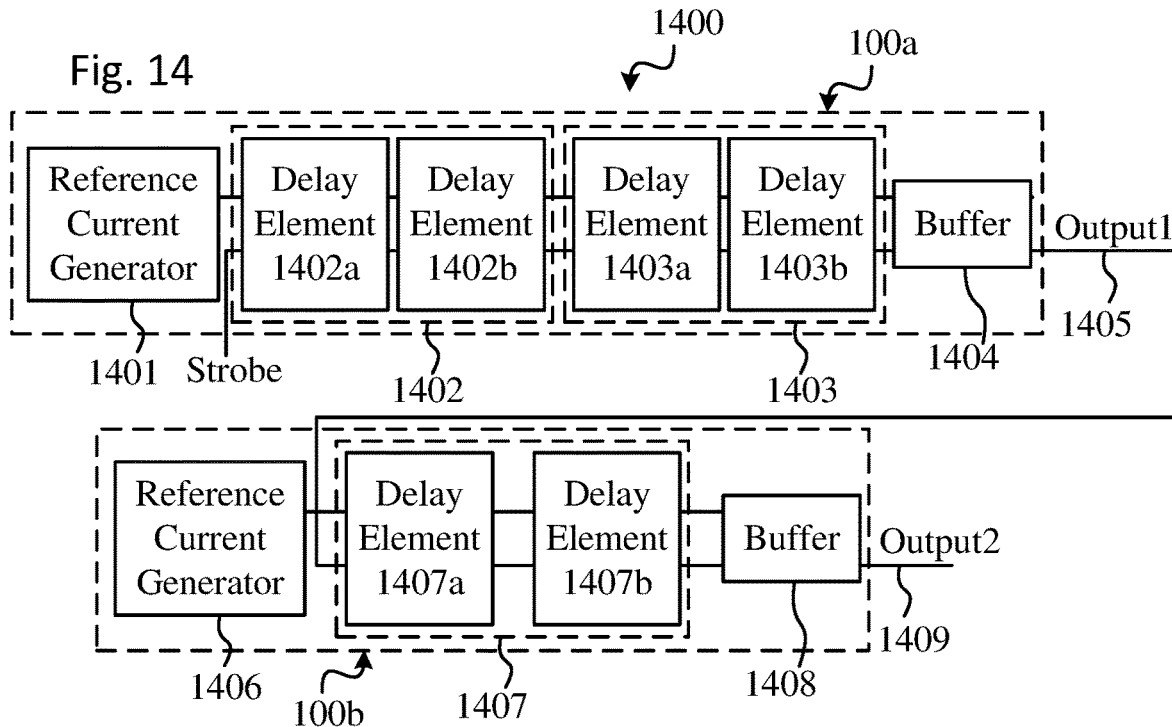 Fig. 14
1400
100a
Reference
Current
Generator
Delay
Element
1402a
Delay
Element
1402b
Delay
Element
1403a
Delay
Element
1403b
Buffer
Output1
1401
Strobe
1402
1403
1404
1405
Reference
Current
Generator
Delay
Element
1407a
Delay
Element
1407b
Buffer
Output2
1406
100b
1407
1408
1409